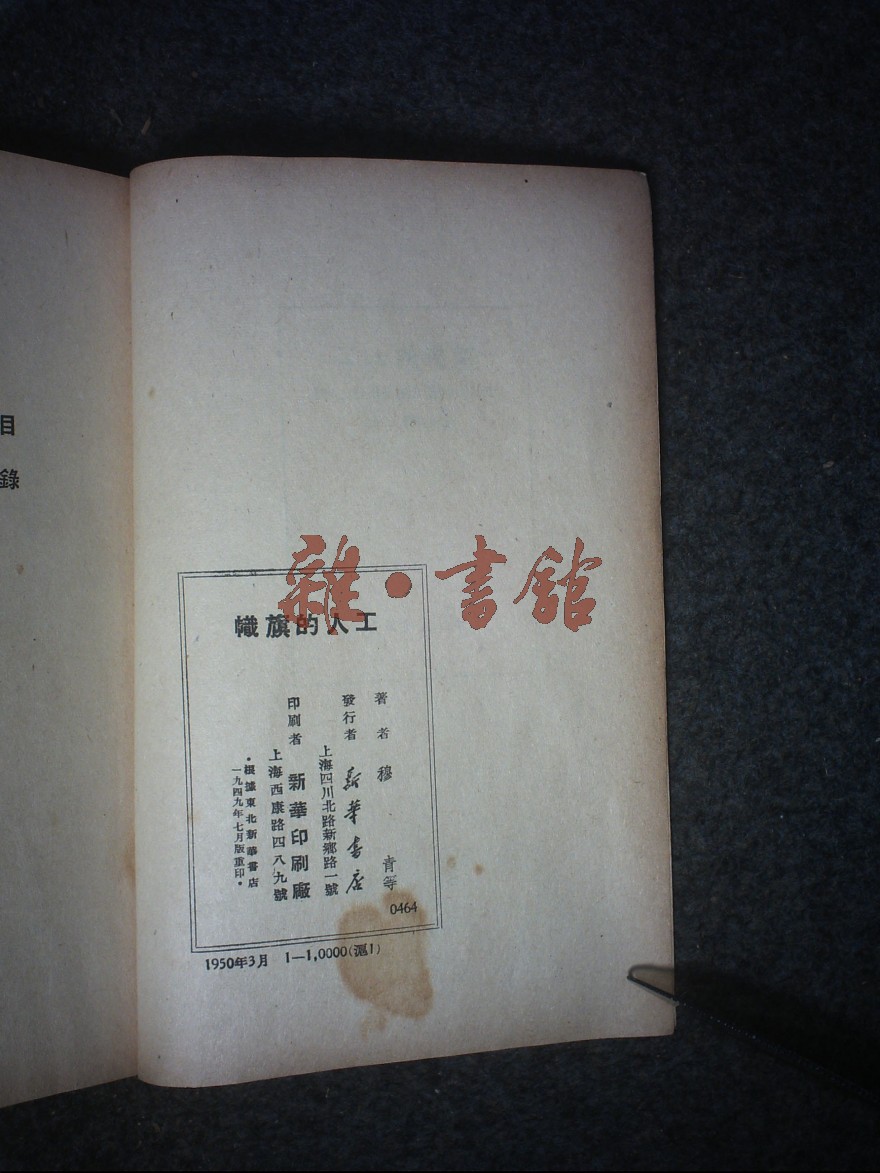 雜·書館
幟旗的人工
著者 穆青等
發行者 新華書店
上海四川北路新鄉路一號
印刷者 新華印刷廠
上海西康路四八九號
·根據東北新華書店
一九四九年七月版重印·
0464
1950年3月 1—1,0000(滬1)
目錄